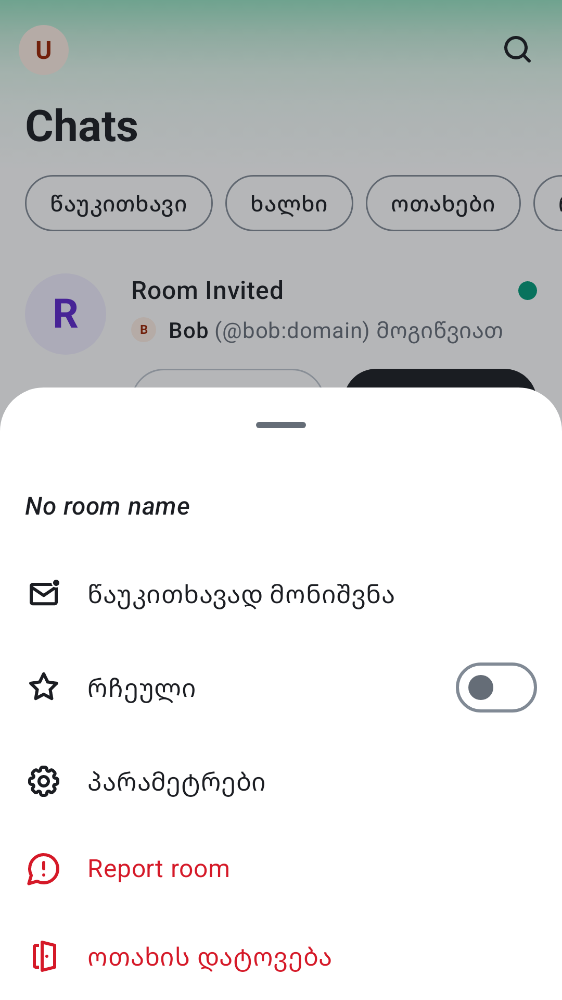 U
Chats
წაუკითხავი
ხალხი
ოთახები
R
Room Invited
B
Bob (@bob:domain) მოგიწვიათ
No room name
წაუკითხავად მონიშვნა
რჩეული
პარამეტრები
Report room
ოთახის დატოვება